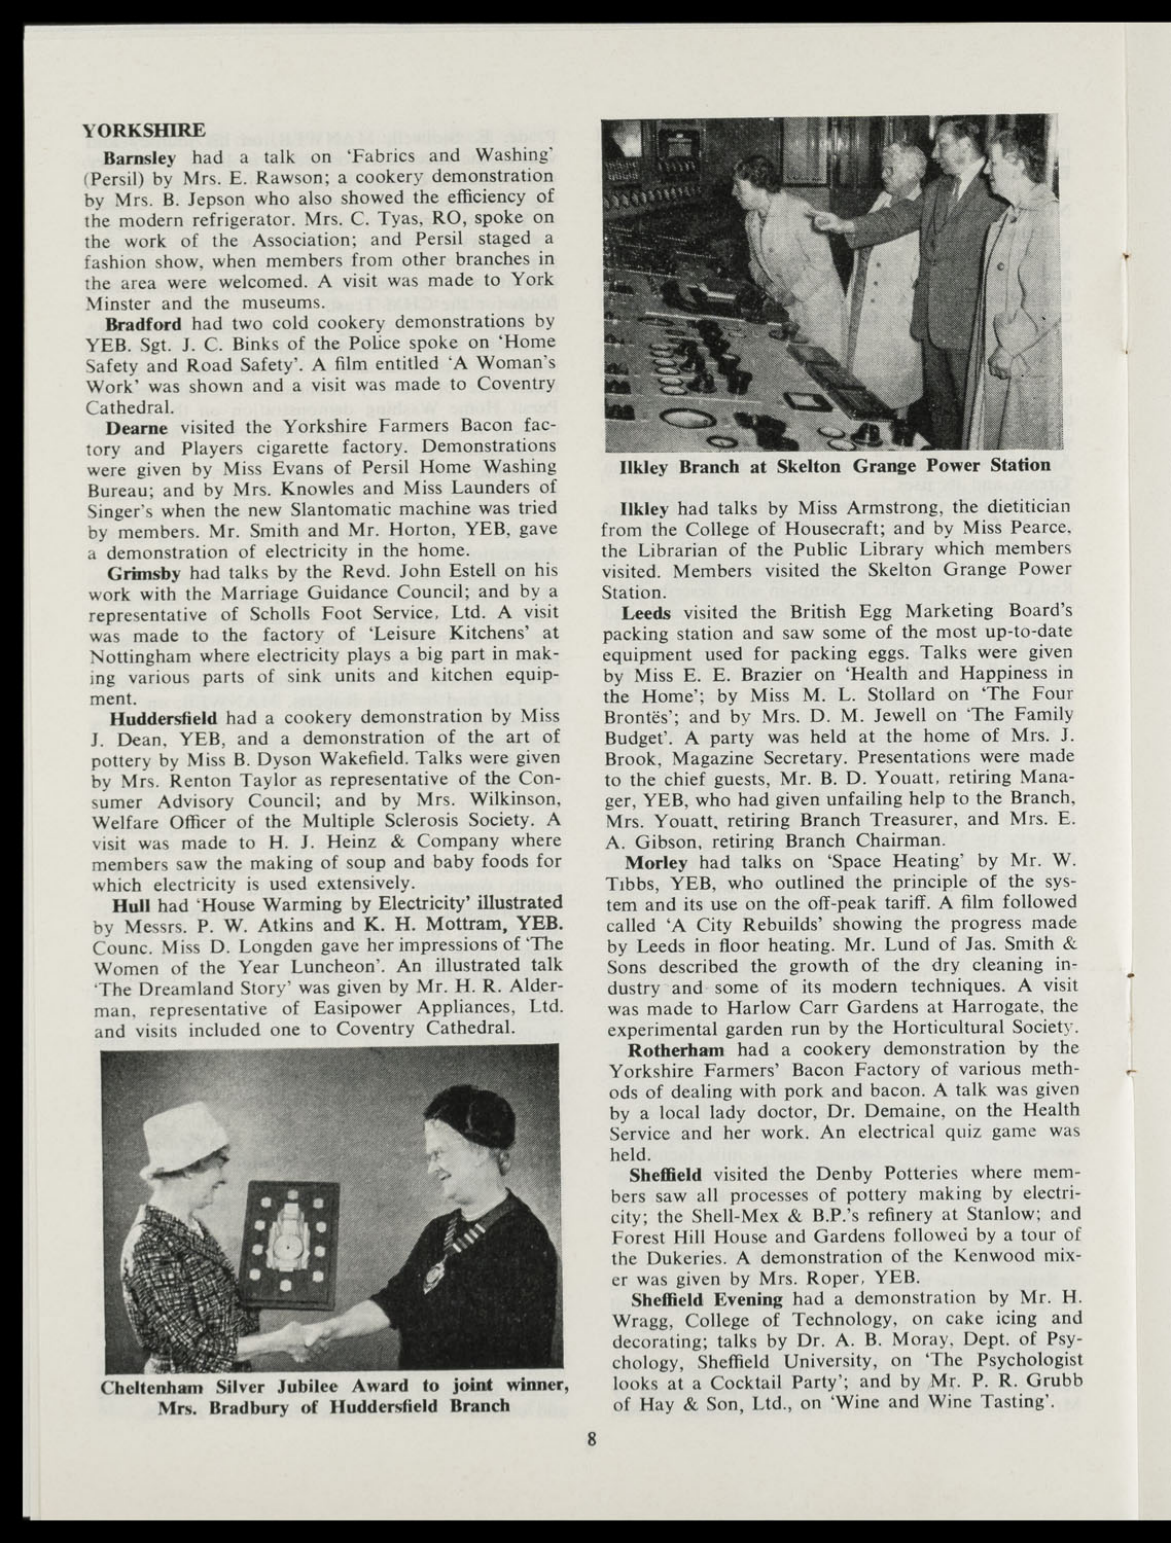 YORKSHIRE
Barnsley had a talk on ‘Fabrics and Washing’
(Persil) by Mrs. E. Rawson; a cookery demonstration
by Mrs. B. Jepson who also showed the efficiency of
the modern refrigerator. Mrs. C. Tyas, RO, spoke on
the work of the Association; and Persil staged a
fashion show, when members from other branches in
the area were welcomed. A visit was made to York
Minster and the museums.
Bradford had two cold cookery demonstrations by
YEB. Sgt. J. C. Binks of the Police spoke on ‘Home
Safety and Road Safety’. A film entitled ‘A Woman’s
Work’ was shown and a visit was made to Coventry
Cathedral.
Dearne visited the Yorkshire Farmers Bacon fac-
tory and Players cigarette factory. Demonstrations
were given by Miss Evans of Persil Home Washing
Bureau; and by Mrs. Knowles and Miss Launders of
Singer’s when the new Slantomatic machine was tried
by members. Mr. Smith and Mr. Horton, YEB, gave
a demonstration of electricity in the home.
Grimsby had talks by the Revd. John Estell on his
work with the Marriage Guidance Council; and by a
representative of Scholls Foot Service, Ltd. A visit
was made to the factory of ‘Leisure Kitchens’ at
Nottingham where electricity plays a big part in mak-
ing various parts of sink units and kitchen equip-
ment.
Huddersfield had a cookery demonstration by Miss
J. Dean, YEB, and a demonstration of the art of
pottery by Miss B. Dyson Wakefield. Talks were given
by Mrs. Renton Taylor as representative of the Con-
sumer Advisory Council; and by Mrs. Wilkinson,
Welfare Officer of the Multiple Sclerosis Society. A
visit was made to H. J. Heinz & Company where
members saw the making of soup and baby foods for
which electricity is used extensively.
Hull had ‘House Warming by Electricity’ illustrated
by Messrs. P. W. Atkins and K. H. Mottram, YEB.
Counc. Miss D. Longden gave her impressions of ‘The
Women of the Year Luncheon’. An illustrated talk
‘The Dreamland Story’ was given by Mr. H. R. Alder-
man, representative of Easipower Appliances, Ltd.
and visits included one to Coventry Cathedral.
Cheltenham Silver Jubilee Award to joint winner,
Mrs. Bradbury of Huddersfield Branch
Ilkley Branch at Skelton Grange Power Station
Ilkley had talks by Miss Armstrong, the dietitician
from the College of Housecraft; and by Miss Pearce,
the Librarian of the Public Library which members
visited. Members visited the Skelton Grange Power
Station.
Leeds visited the British Egg Marketing Board’s
packing station and saw some of the most up-to-date
equipment used for packing eggs. Talks were given
by Miss E. E. Brazier on ‘Health and Happiness in
the Home’; by Miss M. L. Stollard on ‘The Four
Brontës’; and by Mrs. D. M. Jewell on ‘The Family
Budget’. A party was held at the home of Mrs. J.
Brook, Magazine Secretary. Presentations were made
to the chief guests, Mr. B. D. Youatt, retiring Mana-
ger, YEB, who had given unfailing help to the Branch,
Mrs. Youatt, retiring Branch Treasurer, and Mrs. E.
A. Gibson, retiring Branch Chairman.
Morley had talks on ‘Space Heating’ by Mr. W.
Tibbs, YEB, who outlined the principle of the sys-
tem and its use on the off-peak tariff. A film followed
called ‘A City Rebuilds’ showing the progress made
by Leeds in floor heating. Mr. Lund of Jas. Smith &
Sons described the growth of the dry cleaning in-
dustry and some of its modern techniques. A visit
was made to Harlow Carr Gardens at Harrogate, the
experimental garden run by the Horticultural Society.
Rotherham had a cookery demonstration by the
Yorkshire Farmers’ Bacon Factory of various meth-
ods of dealing with pork and bacon. A talk was given
by a local lady doctor, Dr. Demaine, on the Health
Service and her work. An electrical quiz game was
held.
Sheffield visited the Denby Potteries where mem-
bers saw all processes of pottery making by electri-
city; the Shell-Mex & B.P.’s refinery at Stanlow; and
Forest Hill House and Gardens followed by a tour of
the Dukeries. A demonstration of the Kenwood mix-
er was given by Mrs. Roper, YEB.
Sheffield Evening had a demonstration by Mr. H.
Wragg, College of Technology, on cake icing and
decorating; talks by Dr. A. B. Moray, Dept. of Psy-
chology, Sheffield University, on ‘The Psychologist
looks at a Cocktail Party’; and by Mr. P. R. Grubb
of Hay & Son, Ltd., on ‘Wine and Wine Tasting’.
8